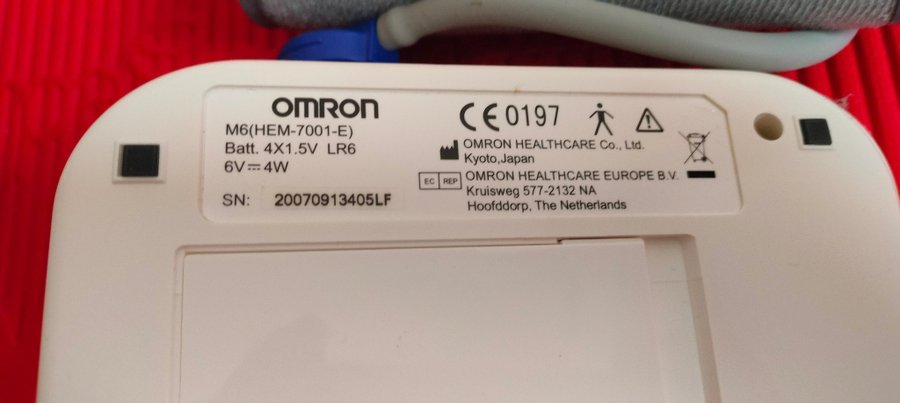 OMRON
M6(HEM-7001-E)
Batt. 4X1.5V LR6
6V⎓4W
SN: 20070913405LF
CE 0197
OMRON HEALTHCARE Co., Ltd.
Kyoto,Japan
EC REP OMRON HEALTHCARE EUROPE B.V.
Kruisweg 577-2132 NA
Hoofddorp, The Netherlands